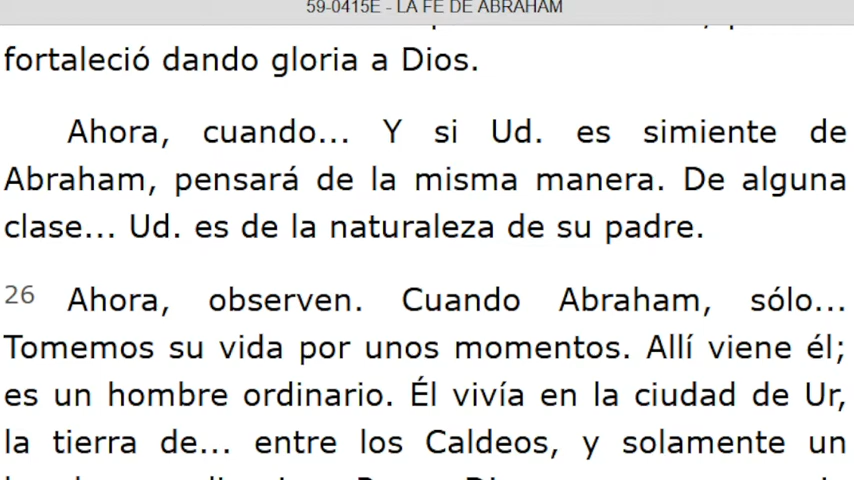 59-0415E - LA FE DE ABRAHAM
fortaleció dando gloria a Dios.
Ahora, cuando... Y si Ud. es simiente de
Abraham, pensará de la misma manera. De alguna
clase... Ud. es de la naturaleza de su padre.
26 Ahora, observen. Cuando Abraham, sólo...
Tomemos su vida por unos momentos. Allí viene él;
es un hombre ordinario. Él vivía en la ciudad de Ur,
la tierra de... entre los Caldeos, y solamente un